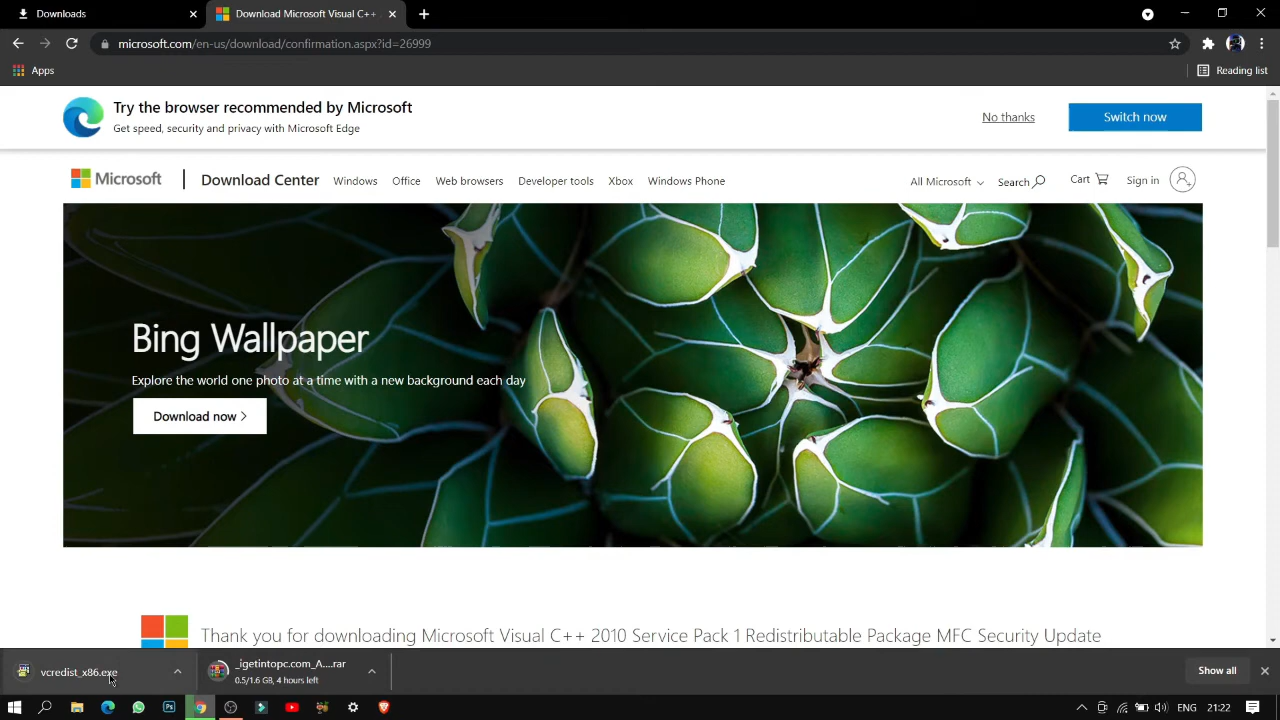 Downloads
Download Microsoft Visual C++
microsoft.com/en-us/download/confirmation.aspx?id=26999
Apps
Reading list
Try the browser recommended by Microsoft
Get speed, security and privacy with Microsoft Edge
No thanks
Switch now
Microsoft
Download Center
Windows
Office
Web browsers
Developer tools
Xbox
Windows Phone
All Microsoft
Search
Cart
Sign in
Bing Wallpaper
Explore the world one photo at a time with a new background each day
Download now
Thank you for downloading Microsoft Visual C++ 2010 Service Pack 1 Redistributable Package MFC Security Update
vcredist_x86.exe
_igetintopc.com_A....rar
0.5/1.6 GB, 4 hours left
Show all
Ps
ENG
21:22